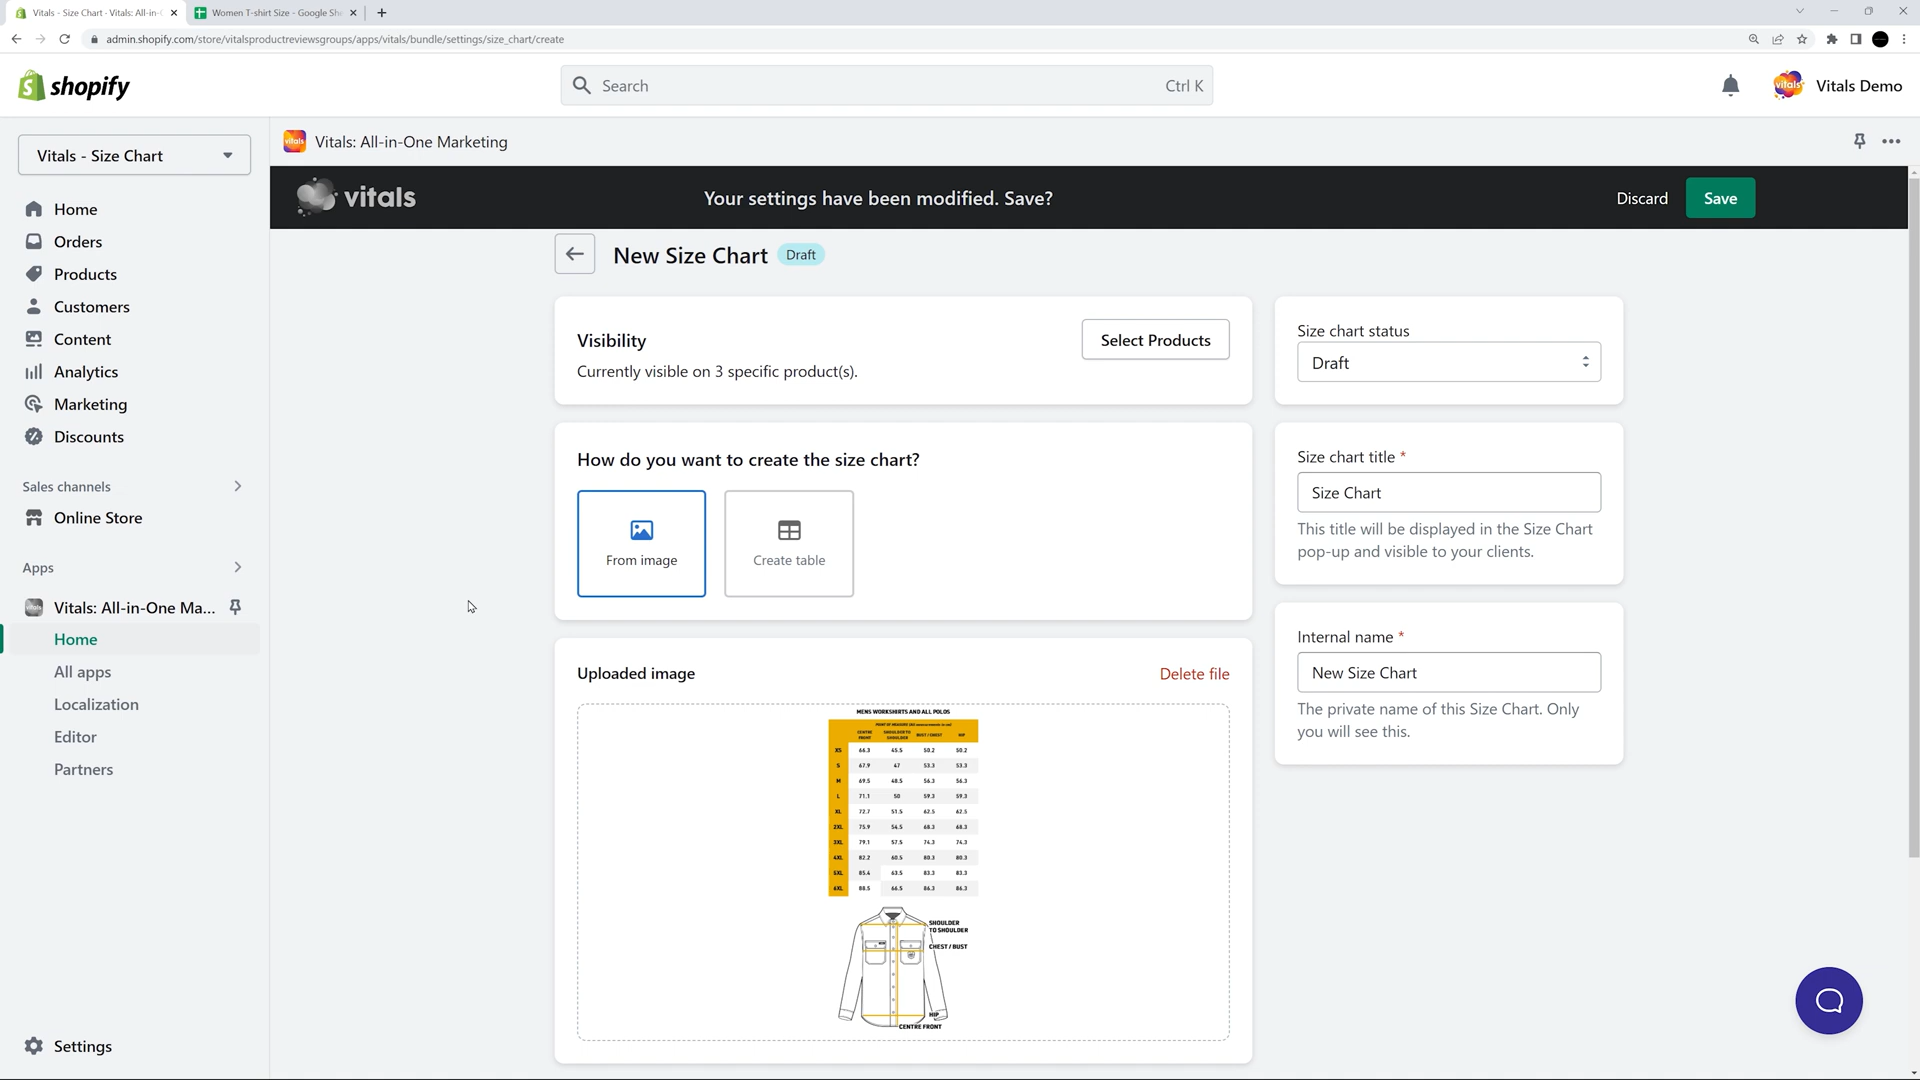 Vitals - Size Chart - Vitals: All-in-
Women T-shirt Size - Google She
admin.shopify.com/store/vitalsproductreviewsgroups/apps/vitals/bundle/settings/size_chart/create
shopify
Search
Ctrl K
vitals
Vitals Demo
Vitals - Size Chart
vitals
Vitals: All-in-One Marketing
vitals
Your settings have been modified. Save?
Discard
Save
Home
Orders
Products
Customers
Content
Analytics
Marketing
Discounts
Sales channels
Online Store
Apps
vitals
Vitals: All-in-One Ma...
Home
All apps
Localization
Editor
Partners
Settings
New Size Chart
Draft
Visibility
Select Products
Currently visible on 3 specific product(s).
How do you want to create the size chart?
From image
Create table
Uploaded image
Delete file
MENS WORKSHIRTS AND ALL POLOS
CENTRE FRONT SHOULDER TO SHOULDER BUST / CHEST HIP
XS 66.3 45.5 50.2 50.2
S 67.9 47 53.3 53.3
M 69.5 48.5 56.3 56.3
L 71.1 50 59.3 59.3
XL 72.7 51.5 62.5 62.5
2XL 75.9 54.5 68.3 68.3
3XL 79.1 57.5 74.3 74.3
4XL 82.2 60.5 80.3 80.3
5XL 85.4 63.5 83.3 83.3
6XL 88.5 66.5 86.3 86.3
SHOULDER
TO SHOULDER
CHEST / BUST
HIP
CENTRE FRONT
Size chart status
Draft
Size chart title *
Size Chart
This title will be displayed in the Size Chart
pop-up and visible to your clients.
Internal name *
New Size Chart
The private name of this Size Chart. Only
you will see this.